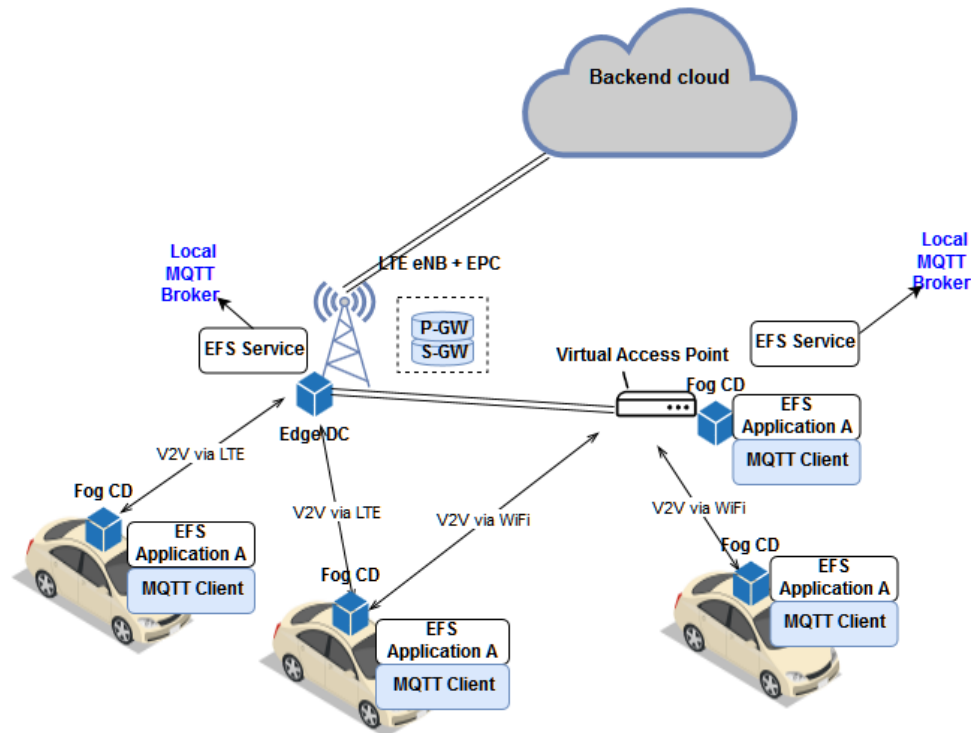 Backend cloud
Local
MQTT
Broker
LTE eNB + EPC
Local
MQTT
Broker
EFS Service
P-GW
S-GW
EFS Service
Virtual Access Point
Fog CD
EFS
Application A
MQTT Client
Edge DC
V2V via LTE
V2V via LTE
V2V via WiFi
V2V via WiFi
Fog CD
EFS
Application A
MQTT Client
Fog CD
EFS
Application A
MQTT Client
Fog CD
EFS
Application A
MQTT Client